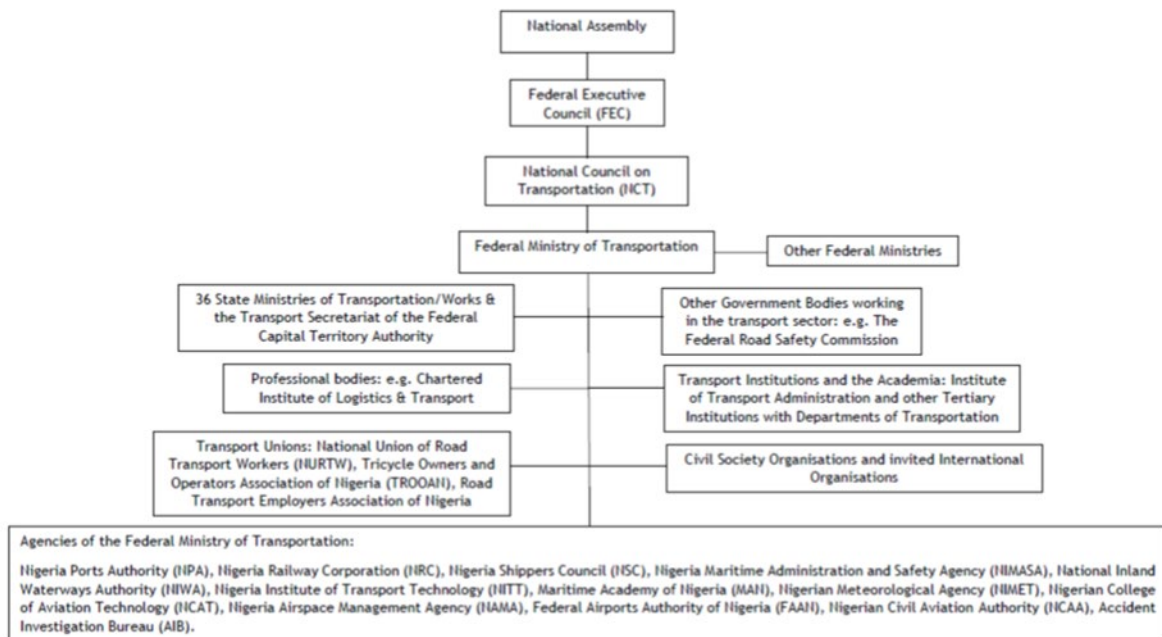 National Assembly
Federal Executive
Council (FEC)
National Council on
Transportation (NCT)
Federal Ministry of Transportation
Other Federal Ministries
36 State Ministries of Transportation/Works &
the Transport Secretariat of the Federal
Capital Territory Authority
Other Government Bodies working
in the transport sector: e.g. The
Federal Road Safety Commission
Professional bodies: e.g. Chartered
Institute of Logistics & Transport
Transport Institutions and the Academia: Institute
of Transport Administration and other Tertiary
Institutions with Departments of Transportation
Transport Unions: National Union of Road
Transport Workers (NURTW), Tricycle Owners and
Operators Association of Nigeria (TROOAN), Road
Transport Employers Association of Nigeria
Civil Society Organisations and invited International
Organisations
Agencies of the Federal Ministry of Transportation:
Nigeria Ports Authority (NPA), Nigeria Railway Corporation (NRC), Nigeria Shippers Council (NSC), Nigeria Maritime Administration and Safety Agency (NIMASA), National Inland
Waterways Authority (NIWA), Nigeria Institute of Transport Technology (NITT), Maritime Academy of Nigeria (MAN), Nigerian Meteorological Agency (NIMET), Nigerian College
of Aviation Technology (NCAT), Nigeria Airspace Management Agency (NAMA), Federal Airports Authority of Nigeria (FAAN), Nigerian Civil Aviation Authority (NCAA), Accident
Investigation Bureau (AIB).